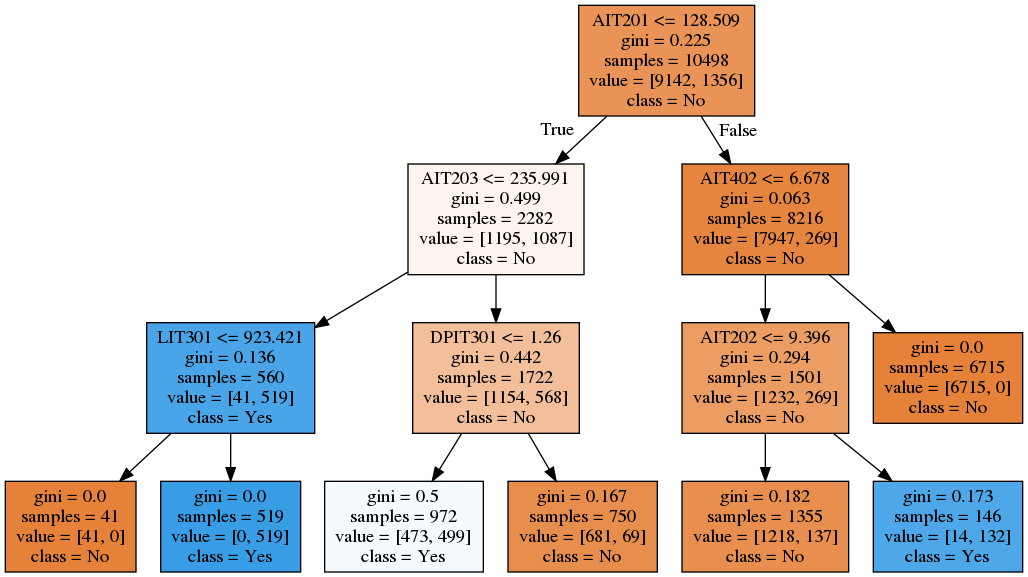 AIT201 <= 128.509
gini = 0.225
samples = 10498
value = [9142, 1356]
class = No
True
False
AIT203 <= 235.991
gini = 0.499
samples = 2282
value = [1195, 1087]
class = No
AIT402 <= 6.678
gini = 0.063
samples = 8216
value = [7947, 269]
class = No
LIT301 <= 923.421
gini = 0.136
samples = 560
value = [41, 519]
class = Yes
DPIT301 <= 1.26
gini = 0.442
samples = 1722
value = [1154, 568]
class = No
AIT202 <= 9.396
gini = 0.294
samples = 1501
value = [1232, 269]
class = No
gini = 0.0
samples = 6715
value = [6715, 0]
class = No
gini = 0.0
samples = 41
value = [41, 0]
class = No
gini = 0.0
samples = 519
value = [0, 519]
class = Yes
gini = 0.5
samples = 972
value = [473, 499]
class = Yes
gini = 0.167
samples = 750
value = [681, 69]
class = No
gini = 0.182
samples = 1355
value = [1218, 137]
class = No
gini = 0.173
samples = 146
value = [14, 132]
class = Yes